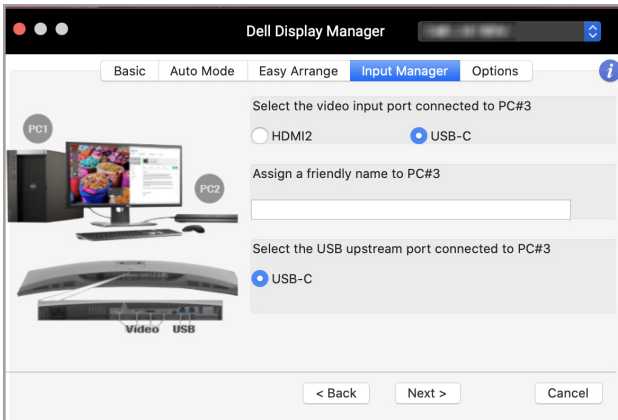 Dell Display Manager
Basic Auto Mode Easy Arrange Input Manager Options
i
Select the video input port connected to PC#3
HDMI2 USB-C
Assign a friendly name to PC#3
Select the USB upstream port connected to PC#3
USB-C
PC1
PC2
Video USB
< Back Next > Cancel